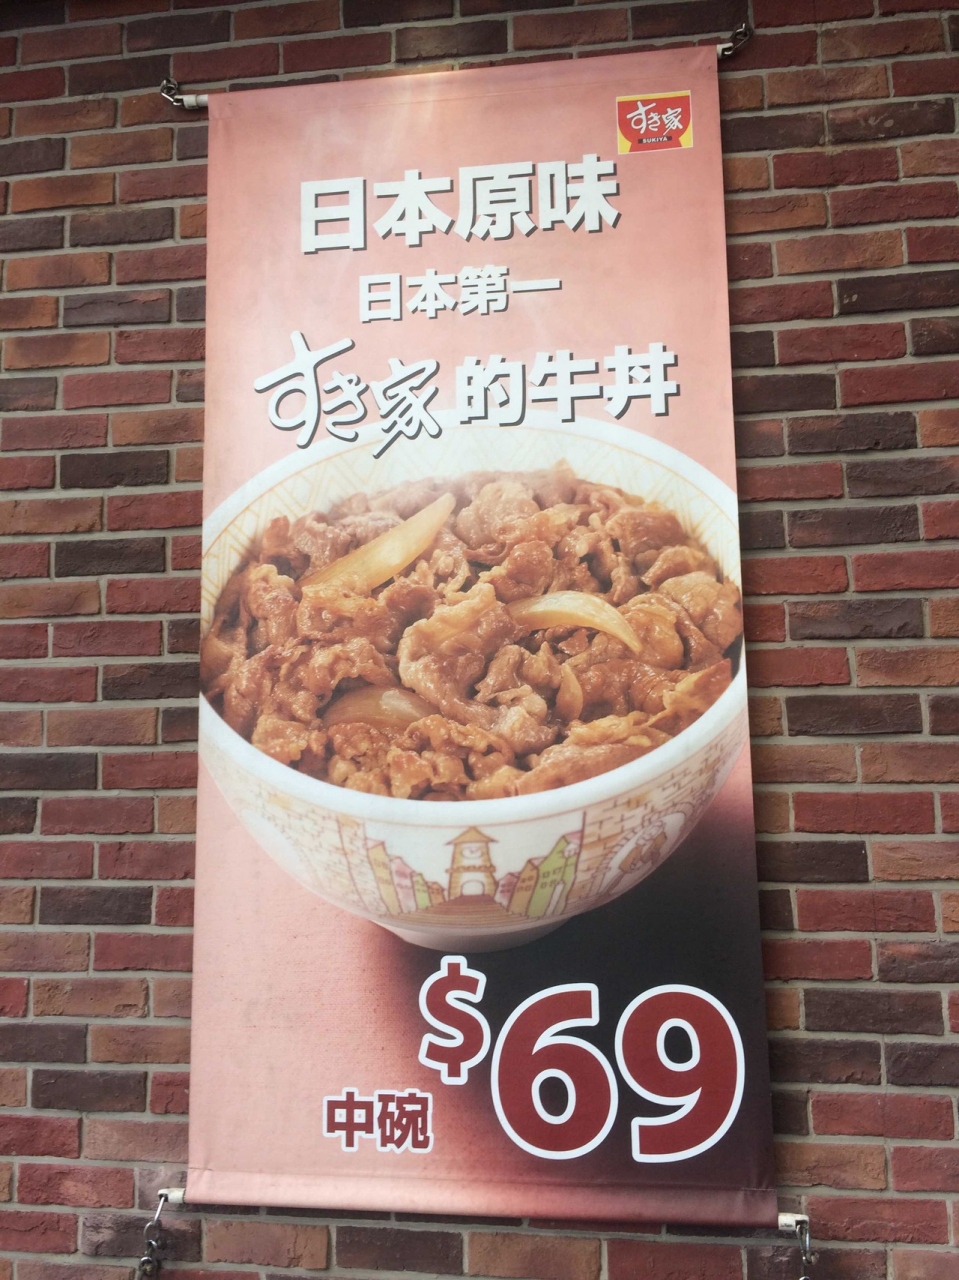 すき家
SUKIYA
日本原味
日本第一
すき家的牛丼
$69
中碗